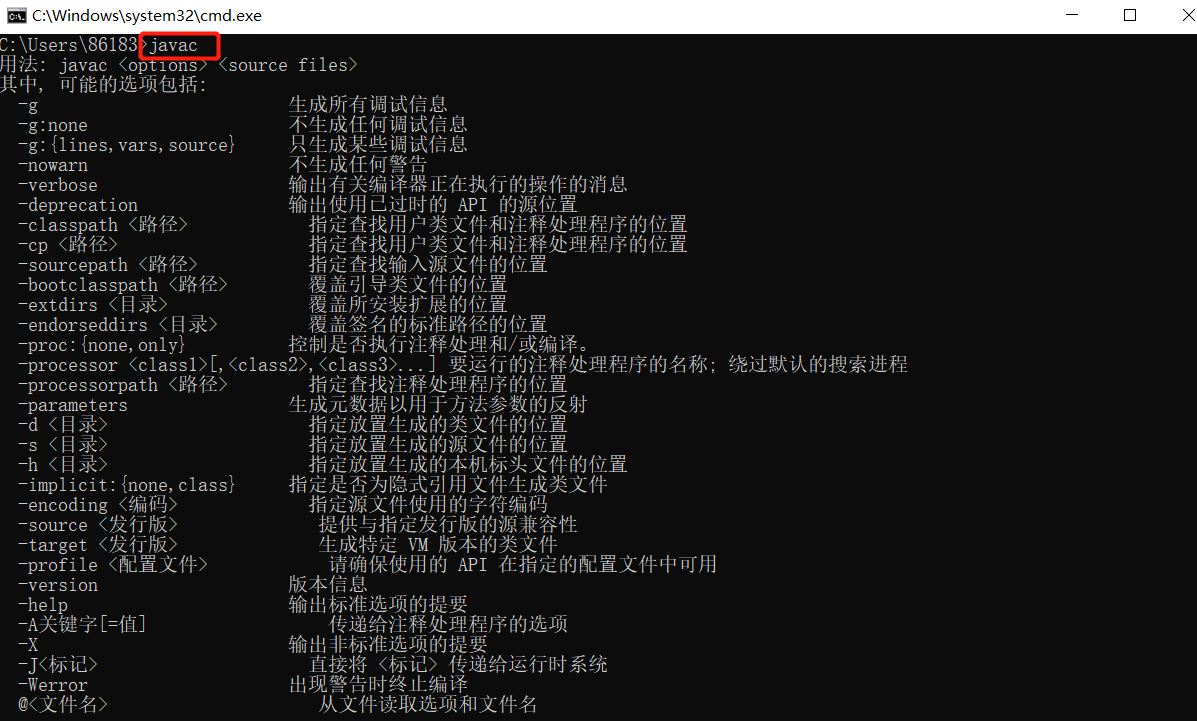 C:\Windows\system32\cmd.exe
C:\Users\86183>javac
用法: javac <options> <source files>
其中, 可能的选项包括:
-g 生成所有调试信息
-g:none 不生成任何调试信息
-g:{lines,vars,source} 只生成某些调试信息
-nowarn 不生成任何警告
-verbose 输出有关编译器正在执行的操作的消息
-deprecation 输出使用已过时的 API 的源位置
-classpath <路径> 指定查找用户类文件和注释处理程序的位置
-cp <路径> 指定查找用户类文件和注释处理程序的位置
-sourcepath <路径> 指定查找输入源文件的位置
-bootclasspath <路径> 覆盖引导类文件的位置
-extdirs <目录> 覆盖所安装扩展的位置
-endorseddirs <目录> 覆盖签名的标准路径的位置
-proc:{none,only} 控制是否执行注释处理和/或编译。
-processor <class1>[,<class2>,<class3>...] 要运行的注释处理程序的名称; 绕过默认的搜索进程
-processorpath <路径> 指定查找注释处理程序的位置
-parameters 生成元数据以用于方法参数的反射
-d <目录> 指定放置生成的类文件的位置
-s <目录> 指定放置生成的源文件的位置
-h <目录> 指定放置生成的本机标头文件的位置
-implicit:{none,class} 指定是否为隐式引用文件生成类文件
-encoding <编码> 指定源文件使用的字符编码
-source <发行版> 提供与指定发行版的源兼容性
-target <发行版> 生成特定 VM 版本的类文件
-profile <配置文件> 请确保使用的 API 在指定的配置文件中可用
-version 版本信息
-help 输出标准选项的提要
-A关键字[=值] 传递给注释处理程序的选项
-X 输出非标准选项的提要
-J<标记> 直接将 <标记> 传递给运行时系统
-Werror 出现警告时终止编译
@<文件名> 从文件读取选项和文件名